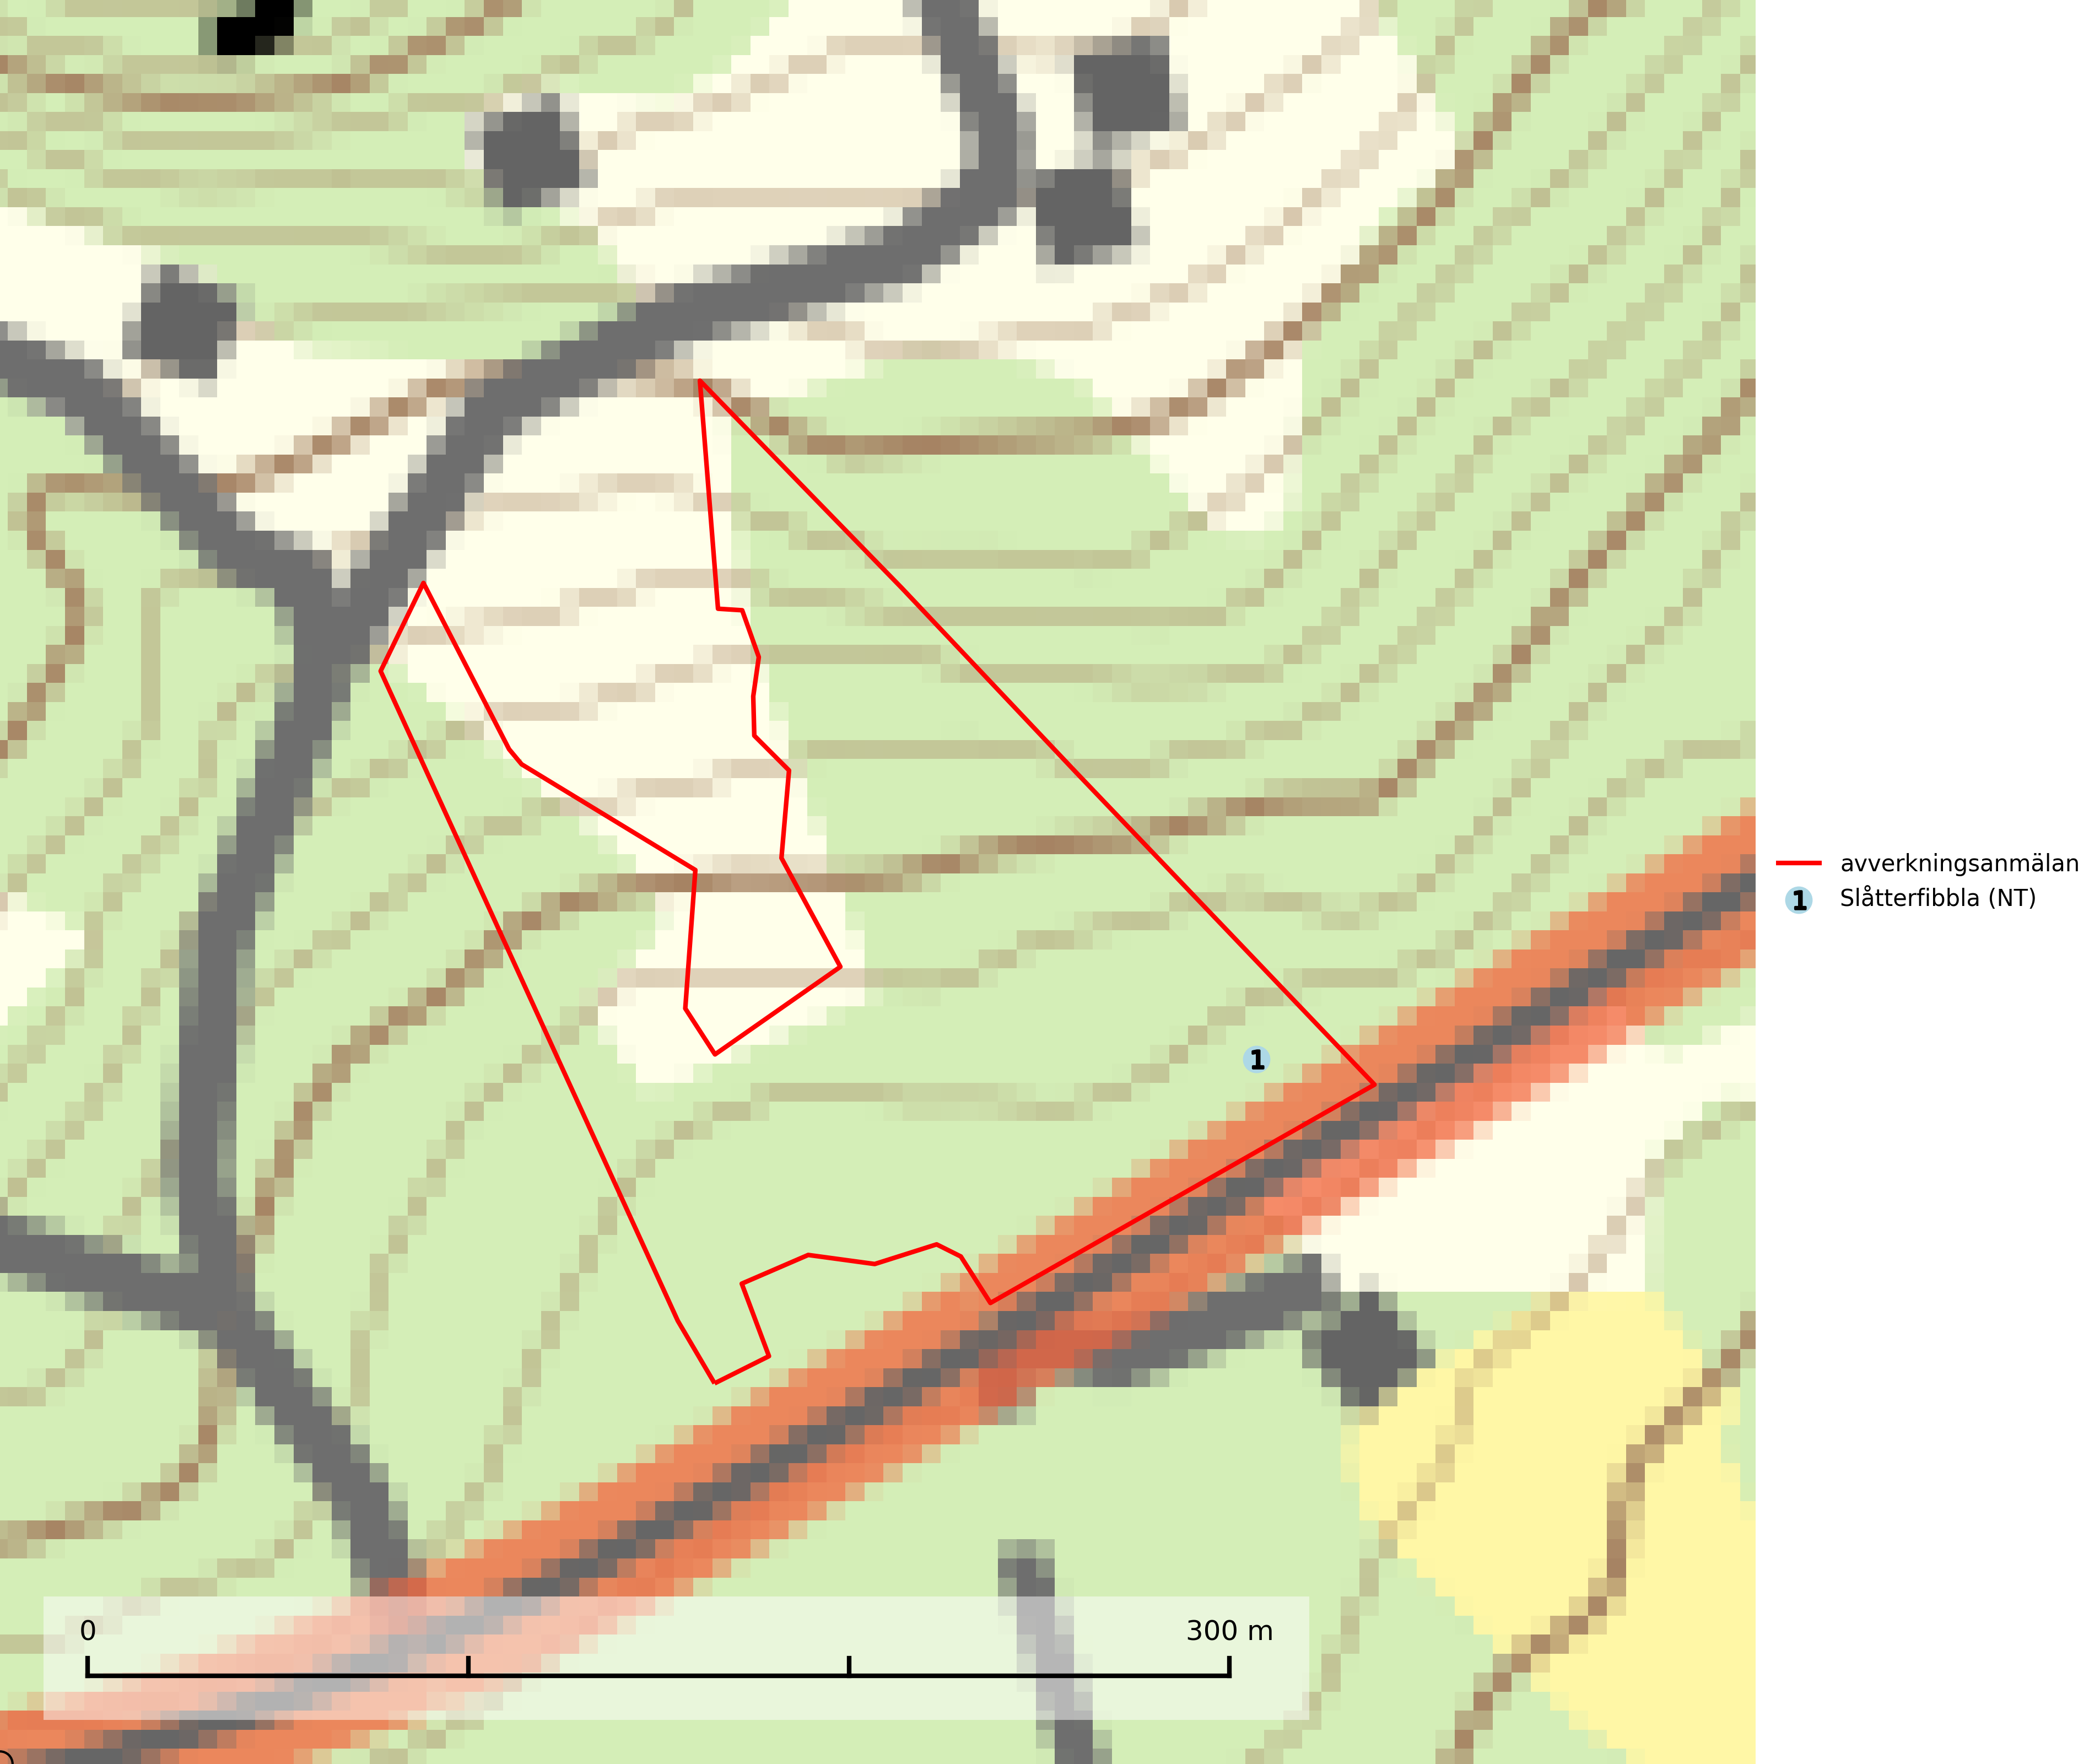 avverkningsanmälan
1 Slåtterfibbla (NT)
1
0 300 m